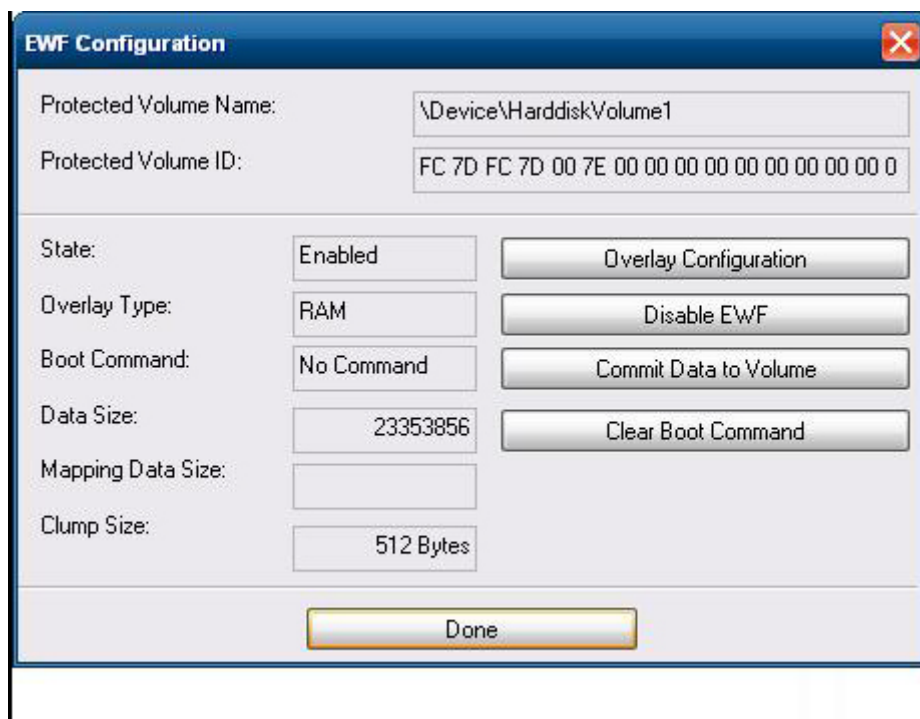 EWF Configuration
Protected Volume Name: \Device\HarddiskVolume1
Protected Volume ID: FC 7D FC 7D 00 7E 00 00 00 00 00 00 00 00 00 0
State: Enabled Overlay Configuration
Overlay Type: RAM Disable EWF
Boot Command: No Command Commit Data to Volume
Data Size: 23353856 Clear Boot Command
Mapping Data Size:
Clump Size: 512 Bytes
Done